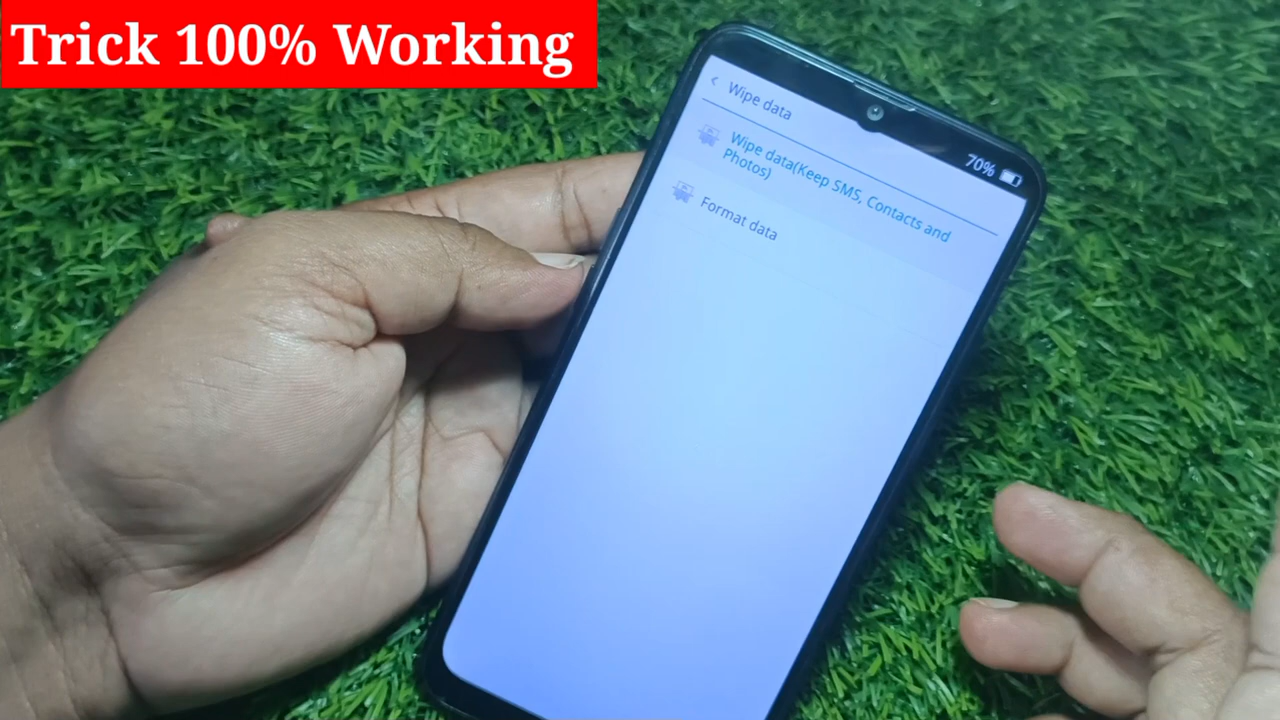 Trick 100% Working
70%
Wipe data
Wipe data(Keep SMS, Contacts and
Photos)
Format data